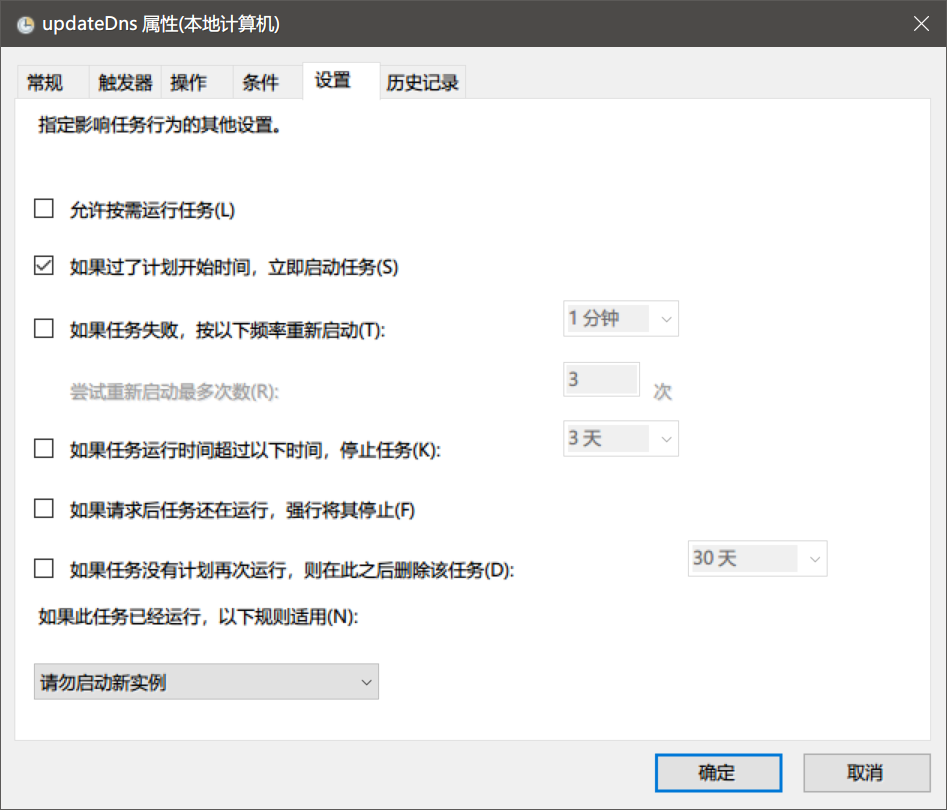 updateDns 属性(本地计算机)
常规 触发器 操作 条件 设置 历史记录
指定影响任务行为的其他设置。
允许按需运行任务(L)
如果过了计划开始时间，立即启动任务(S)
如果任务失败，按以下频率重新启动(T): 1 分钟
尝试重新启动最多次数(R): 3 次
如果任务运行时间超过以下时间，停止任务(K): 3 天
如果请求后任务还在运行，强行将其停止(F)
如果任务没有计划再次运行，则在此之后删除该任务(D): 30 天
如果此任务已经运行，以下规则适用(N):
请勿启动新实例
确定 取消